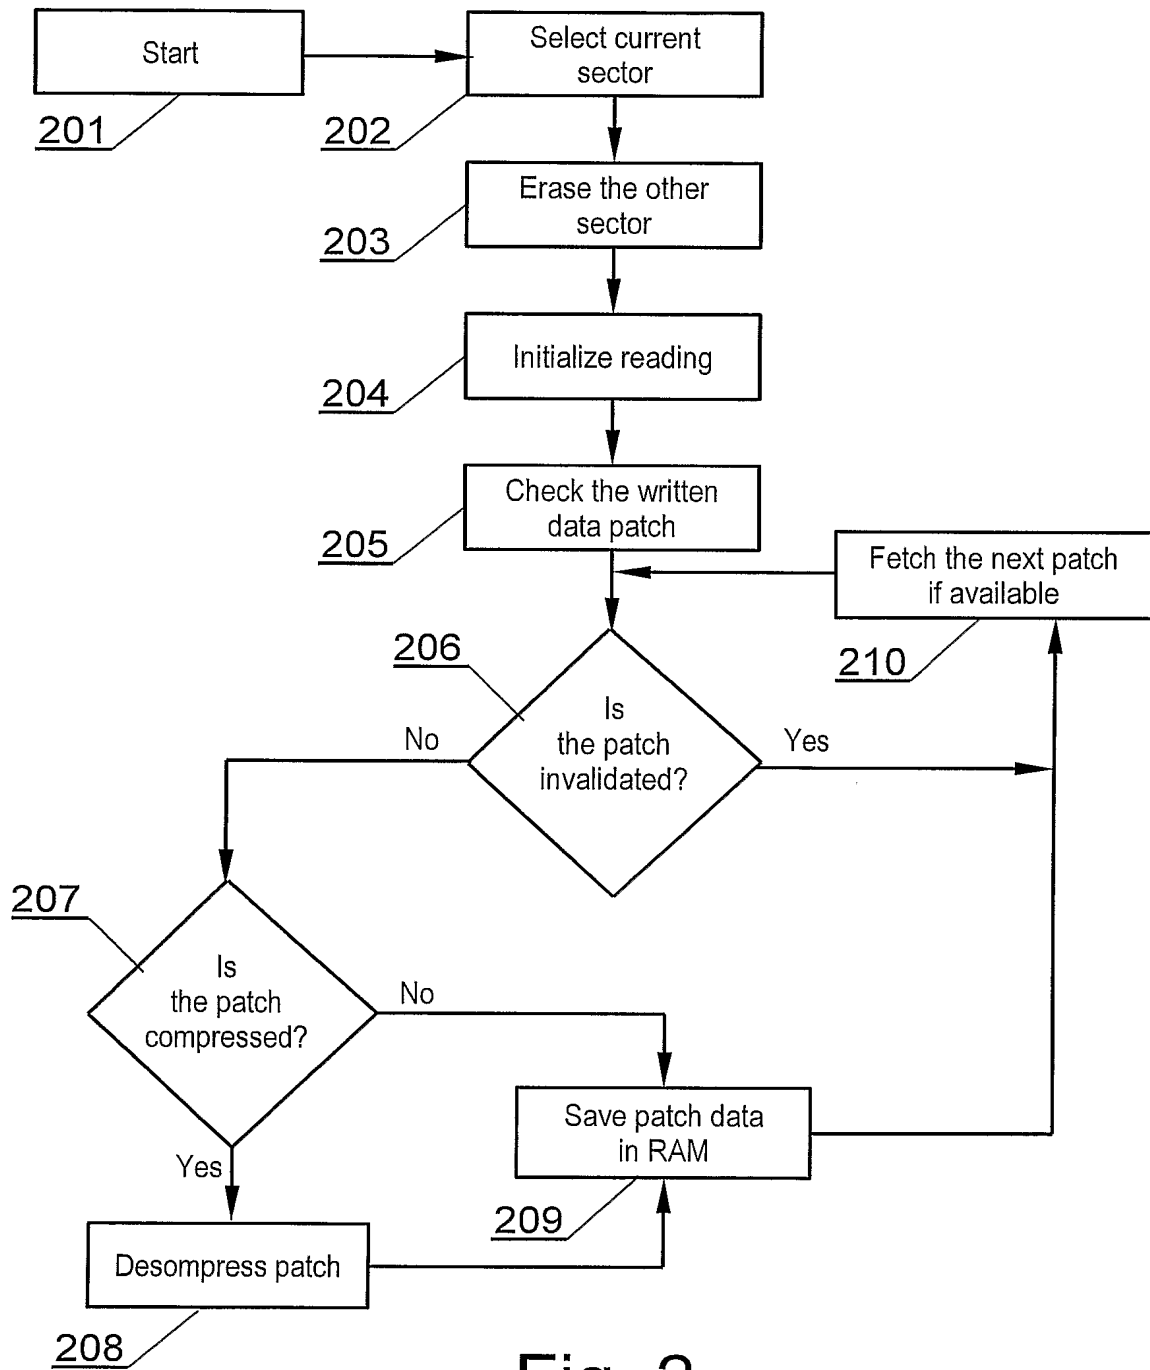 Start
201
Select current
sector
202
Erase the other
sector
203
Initialize reading
204
Check the written
data patch
205
Fetch the next patch
if available
210
206
Is
the patch
invalidated?
No
Yes
207
Is
the patch
compressed?
No
Yes
Save patch data
in RAM
209
Desompress patch
208
Fig. 2